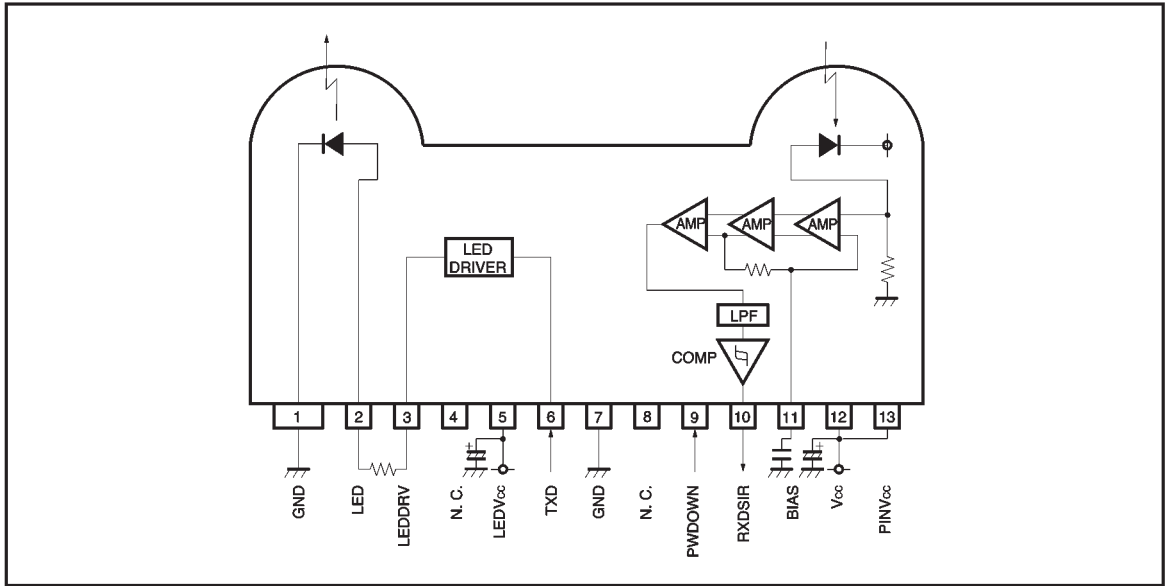 LED
DRIVER
AMP
AMP
AMP
LPF
COMP
1
2
3
4
5
6
7
8
9
10
11
12
13
+
+
GND
LED
LEDDRV
N. C.
LEDVcc
TXD
GND
N. C.
PWDOWN
RXDSIR
BIAS
Vcc
PINVcc